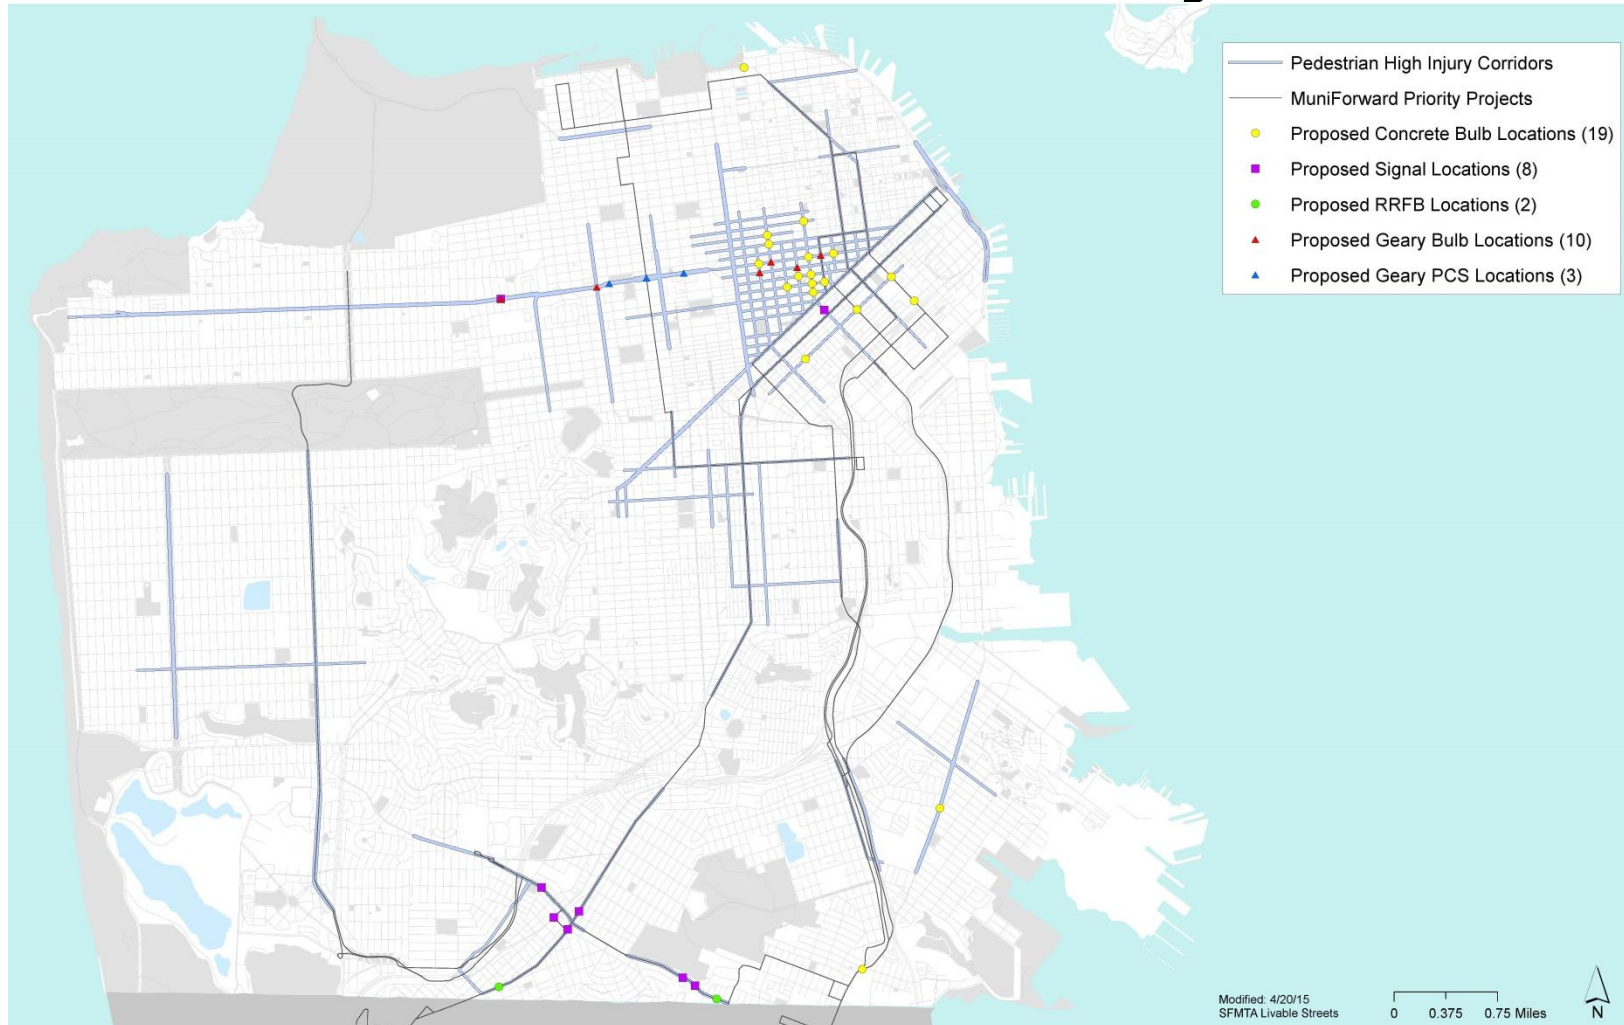 Pedestrian High Injury Corridors
MuniForward Priority Projects
Proposed Concrete Bulb Locations (19)
Proposed Signal Locations (8)
Proposed RRFB Locations (2)
Proposed Geary Bulb Locations (10)
Proposed Geary PCS Locations (3)
Modified: 4/20/15
SFMTA Livable Streets
0 0.375 0.75 Miles
N